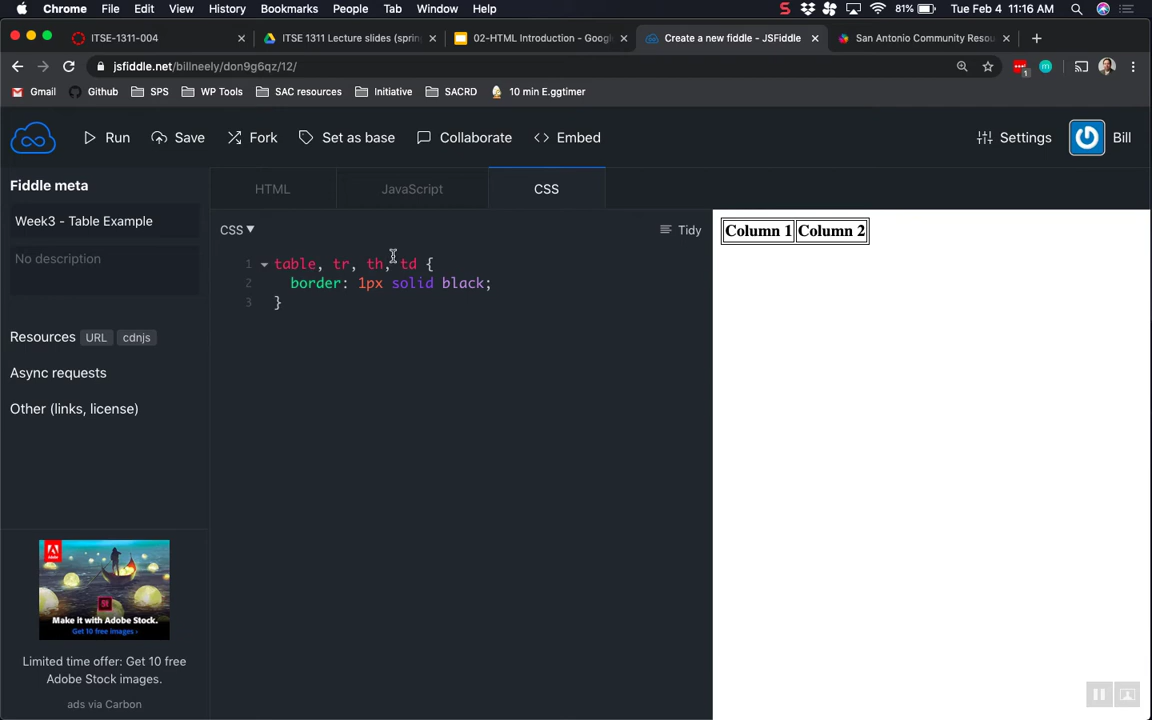 Chrome File Edit View History Bookmarks People Tab Window Help 81% Tue Feb 4 11:16 AM
ITSE-1311-004 ITSE 1311 Lecture slides (sprin 02-HTML Introduction - Google Create a new fiddle - JSFiddle San Antonio Community Resou
jsfiddle.net/billneely/don9g6qz/12/
Gmail Github SPS WP Tools SAC resources Initiative SACRD 10 min E.ggtimer
Run Save Fork Set as base Collaborate Embed Settings Bill
Fiddle meta
HTML JavaScript CSS
Week3 - Table Example
No description
CSS▼ Tidy
Column 1 Column 2
1 table, tr, th, td {
2 border: 1px solid black;
3 }
Resources URL cdnjs
Async requests
Other (links, license)
Make it with Adobe Stock.
Get 10 free images ›
St
Limited time offer: Get 10 free
Adobe Stock images.
ads via Carbon